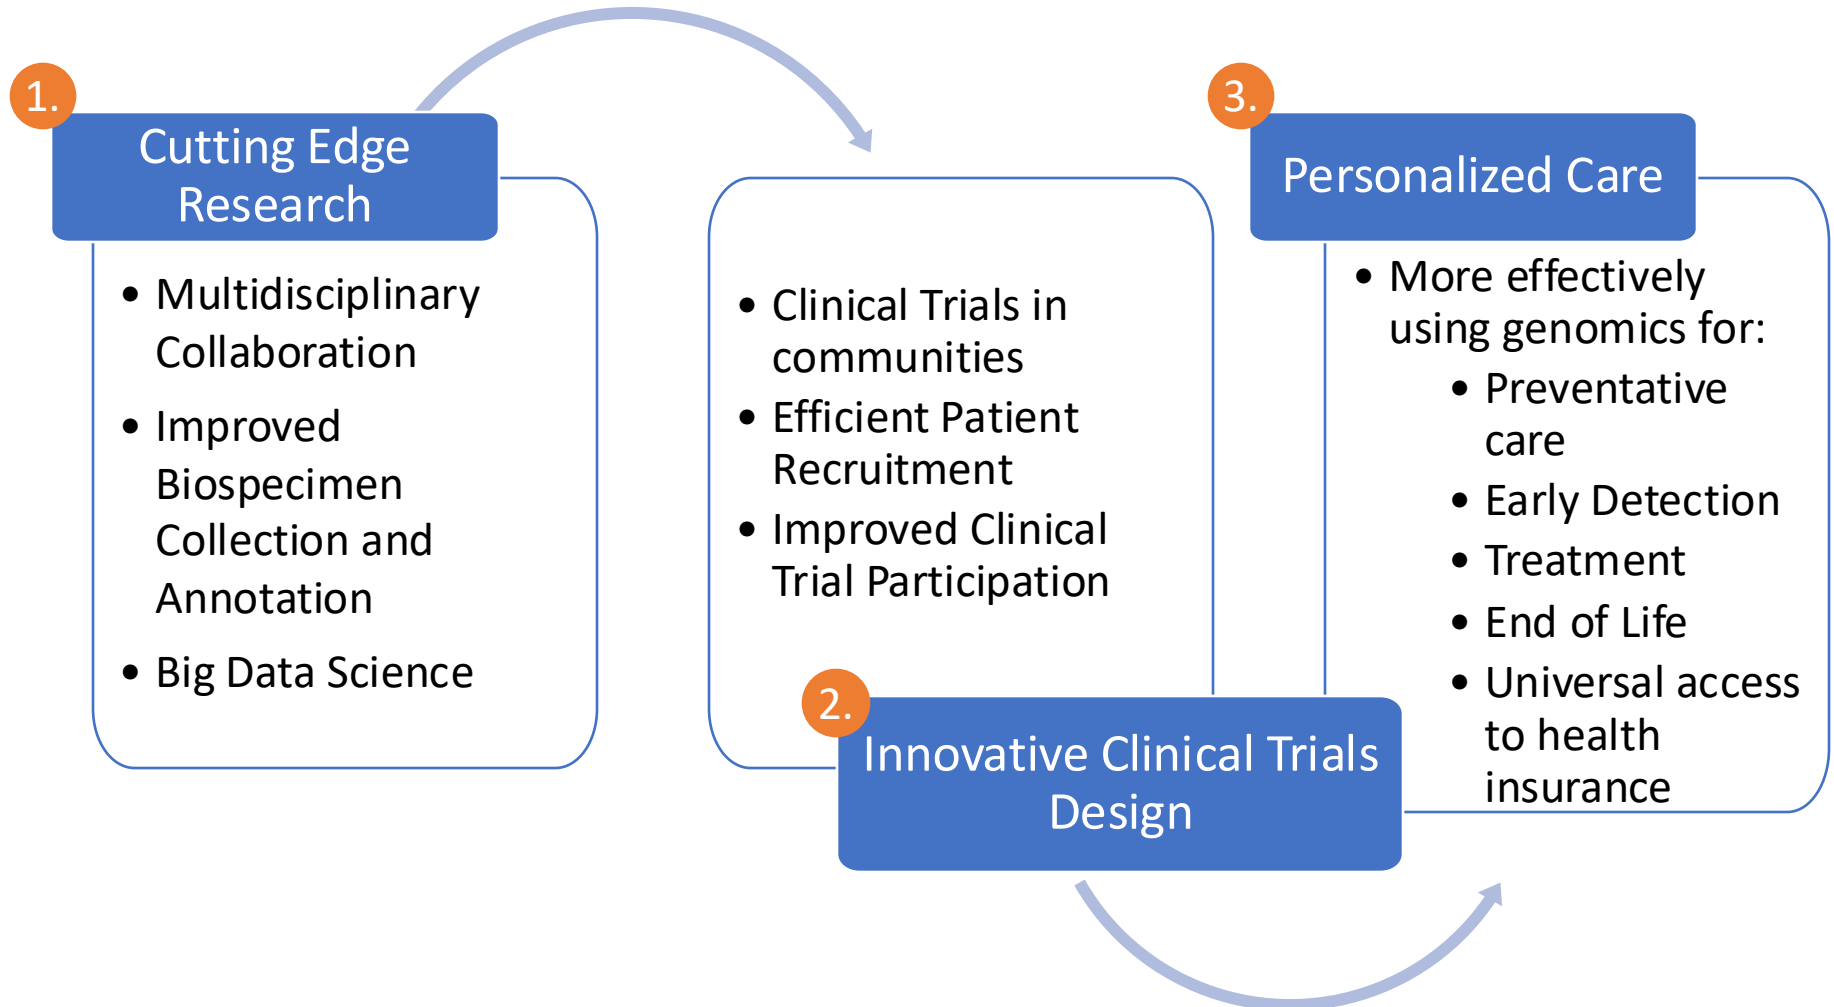 1.
Cutting Edge
Research
• Multidisciplinary
Collaboration
• Improved
Biospecimen
Collection and
Annotation
• Big Data Science
2.
Innovative Clinical Trials
Design
• Clinical Trials in
communities
• Efficient Patient
Recruitment
• Improved Clinical
Trial Participation
3.
Personalized Care
• More effectively
using genomics for:
• Preventative
care
• Early Detection
• Treatment
• End of Life
• Universal access
to health
insurance